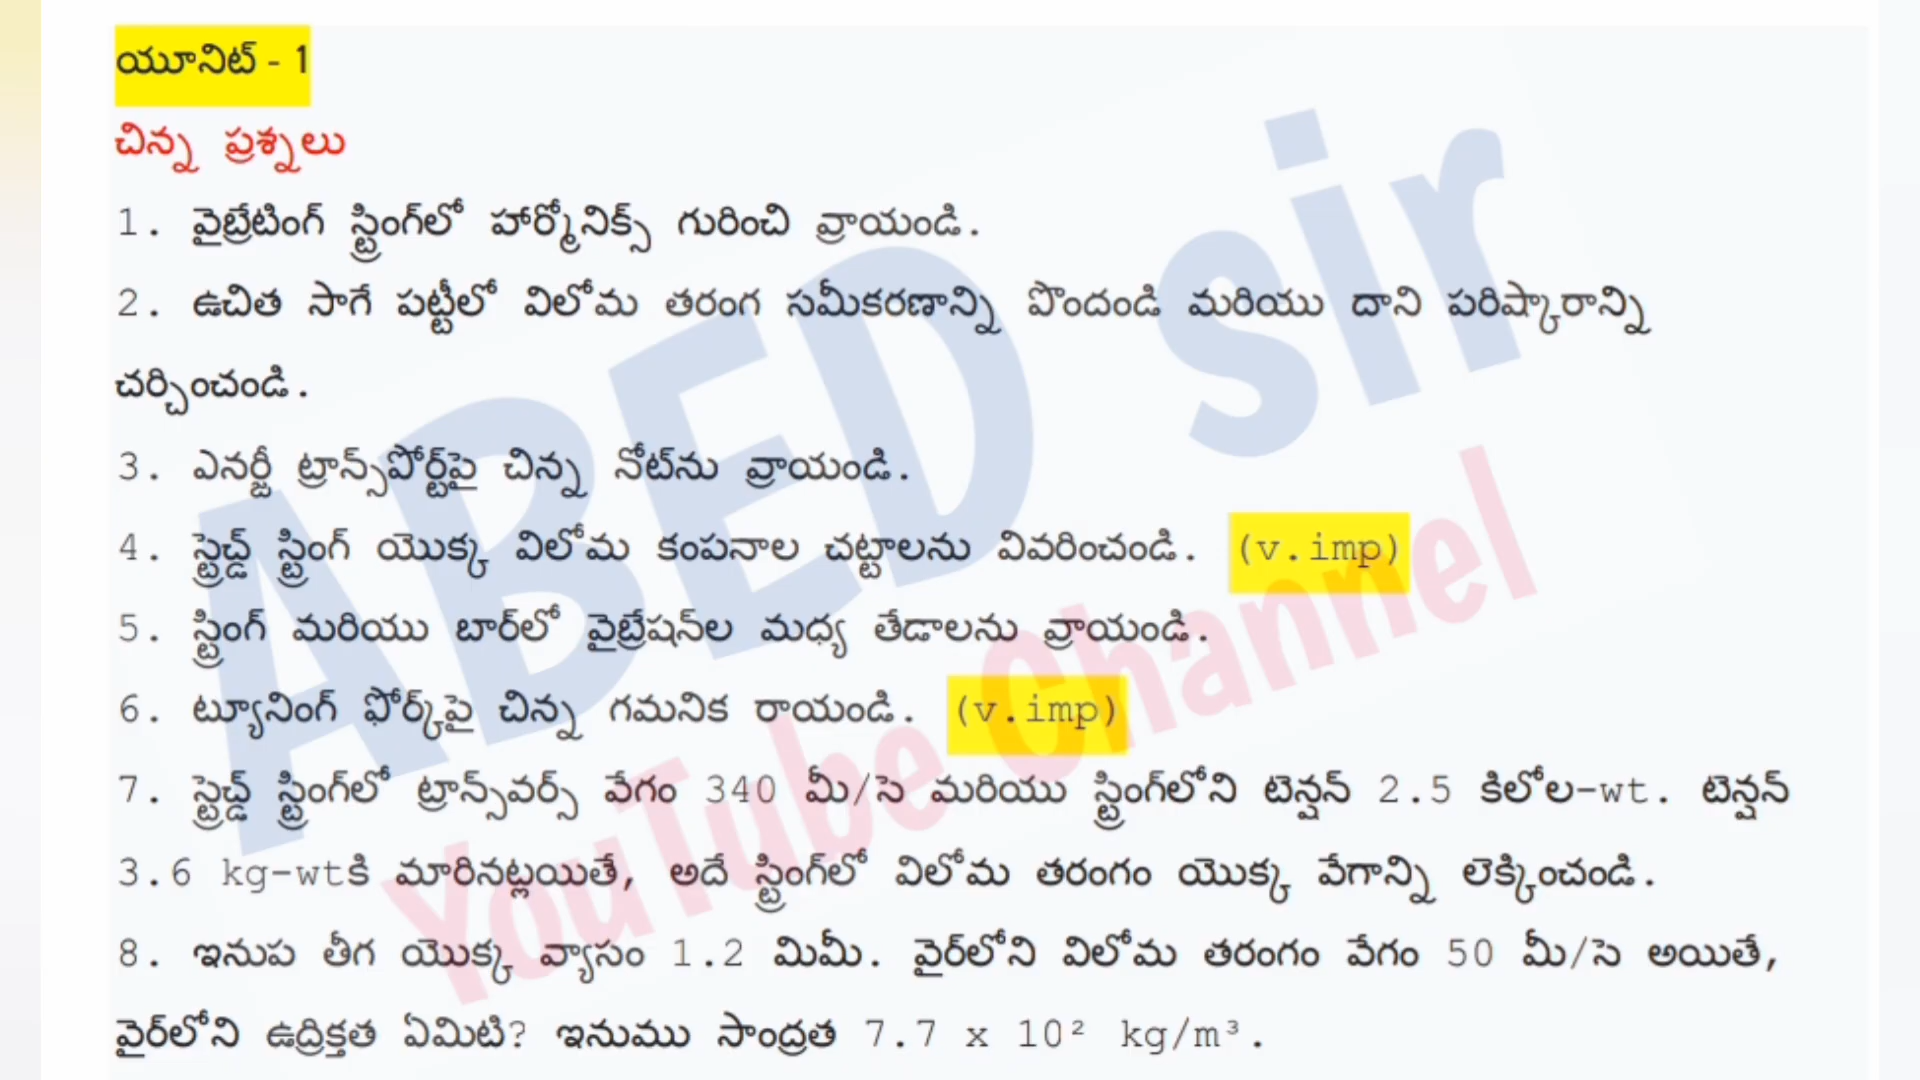 యూనిట్ - 1
చిన్న ప్రశ్నలు
1. వైబ్రేటింగ్ స్ట్రింగ్‌లో హార్మోనిక్స్ గురించి వ్రాయండి.
2. ఉచిత సాగే పట్టీలో విలోమ తరంగ సమీకరణాన్ని పొందండి మరియు దాని పరిష్కారాన్ని
చర్చించండి.
3. ఎనర్జీ ట్రాన్స్‌పోర్ట్‌పై చిన్న నోట్‌ను వ్రాయండి.
4. స్ట్రెచ్డ్ స్ట్రింగ్ యొక్క విలోమ కంపనాల చట్టాలను వివరించండి. (v.imp)
5. స్ట్రింగ్ మరియు బార్‌లో వైబ్రేషన్‌ల మధ్య తేడాలను వ్రాయండి.
6. ట్యూనింగ్ ఫోర్క్‌పై చిన్న గమనిక రాయండి. (v.imp)
7. స్ట్రెచ్డ్ స్ట్రింగ్‌లో ట్రాన్స్‌వర్స్ వేగం 340 మీ/సె మరియు స్ట్రింగ్‌లోని టెన్షన్ 2.5 కిలోల-wt. టెన్షన్
3.6 kg-wtకి మారినట్లయితే, అదే స్ట్రింగ్‌లో విలోమ తరంగం యొక్క వేగాన్ని లెక్కించండి.
8. ఇనుప తీగ యొక్క వ్యాసం 1.2 మిమీ. వైర్‌లోని విలోమ తరంగం వేగం 50 మీ/సె అయితే,
వైర్‌లోని ఉద్రిక్తత ఏమిటి? ఇనుము సాంద్రత 7.7 x 10² kg/m³.
ABED sir
YouTube Channel